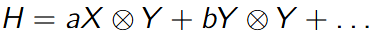 H = aX ⊗ Y + bY ⊗ Y + . . .